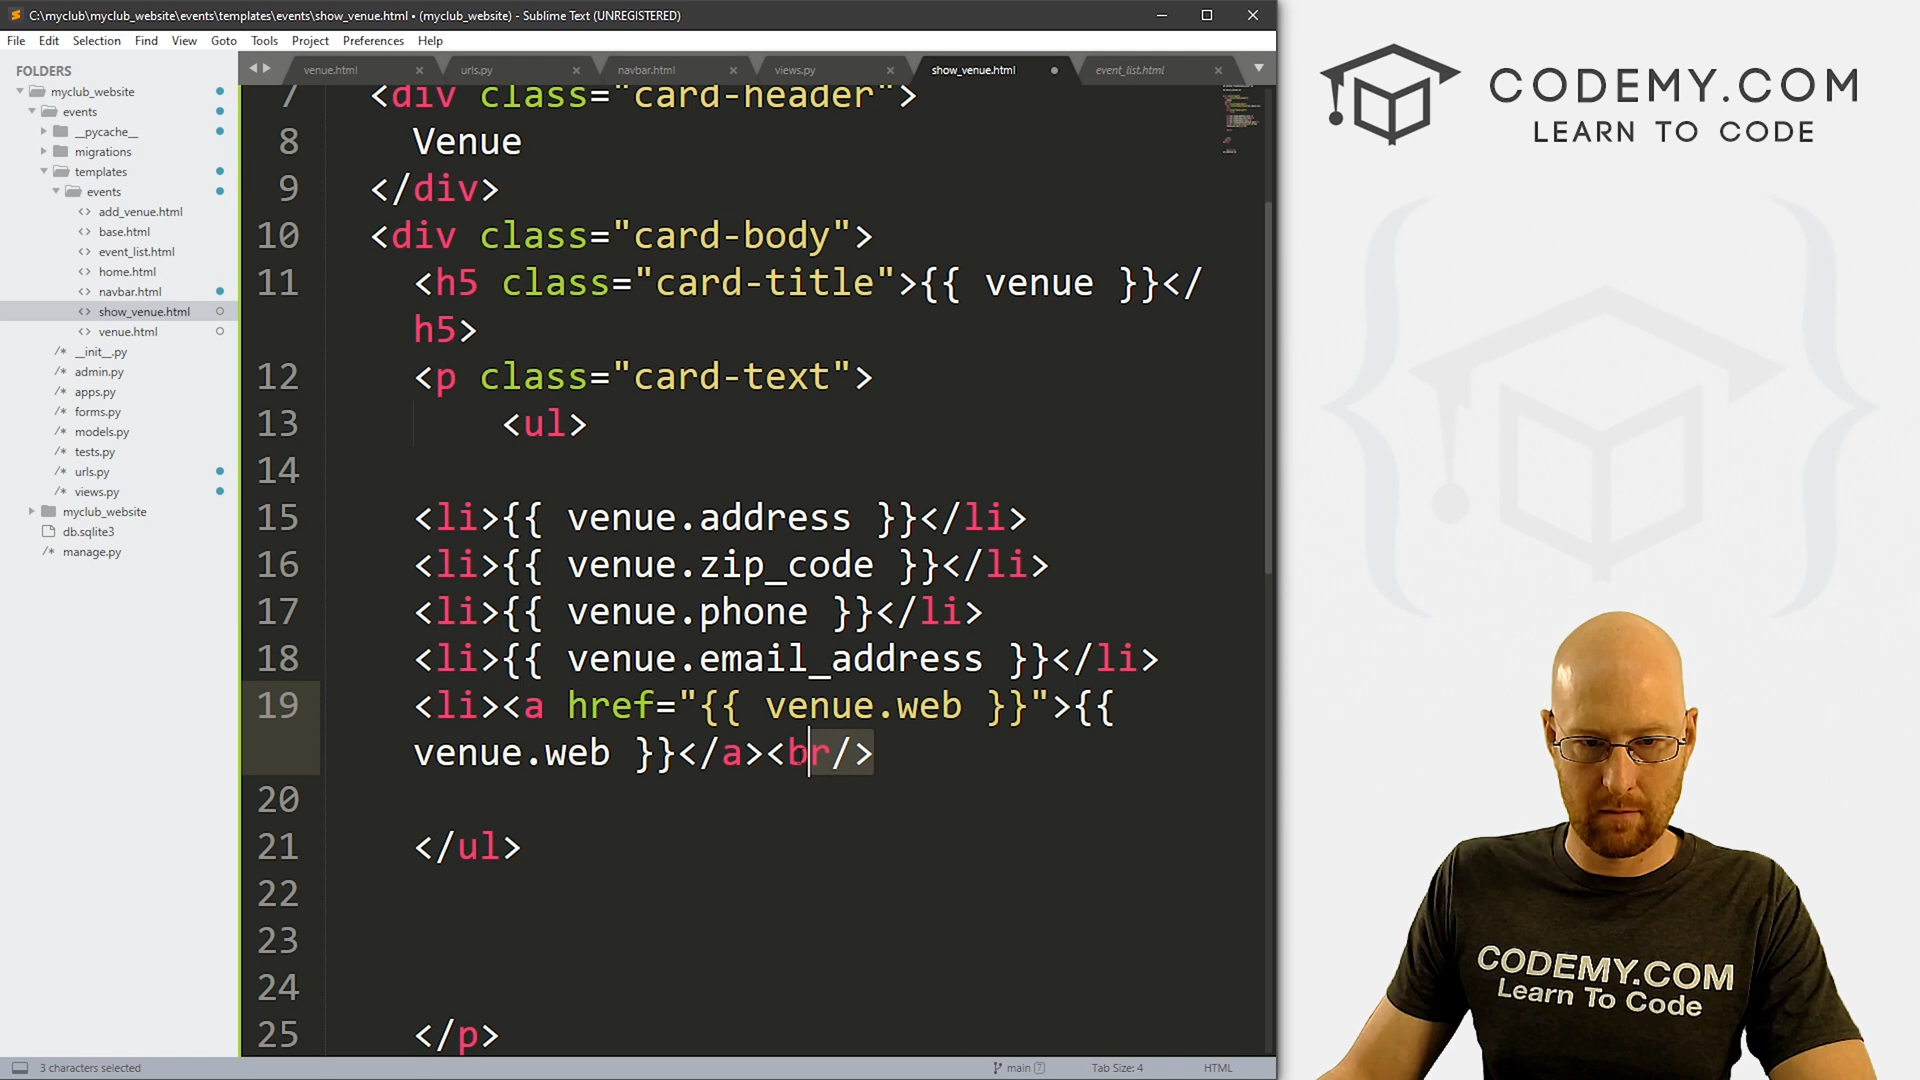 C:\myclub\myclub_website\events\templates\events\show_venue.html • (myclub_website) - Sublime Text (UNREGISTERED)
File Edit Selection Find View Goto Tools Project Preferences Help
FOLDERS
myclub_website
events
__pycache__
migrations
templates
events
add_venue.html
base.html
event_list.html
home.html
navbar.html
show_venue.html
venue.html
__init__.py
admin.py
apps.py
forms.py
models.py
tests.py
urls.py
views.py
myclub_website
db.sqlite3
manage.py
venue.html urls.py navbar.html views.py show_venue.html event_list.html
7 <div class="card-header">
8 Venue
9 </div>
10 <div class="card-body">
11 <h5 class="card-title">{{ venue }}</
h5>
12 <p class="card-text">
13 <ul>
14
15 <li>{{ venue.address }}</li>
16 <li>{{ venue.zip_code }}</li>
17 <li>{{ venue.phone }}</li>
18 <li>{{ venue.email_address }}</li>
19 <li><a href="{{ venue.web }}">{{
venue.web }}</a><br/>
20
21 </ul>
22
23
24
25 </p>
3 characters selected
main 7
Tab Size: 4
HTML
CODEMY.COM
LEARN TO CODE
CODEMY.COM
Learn To Code